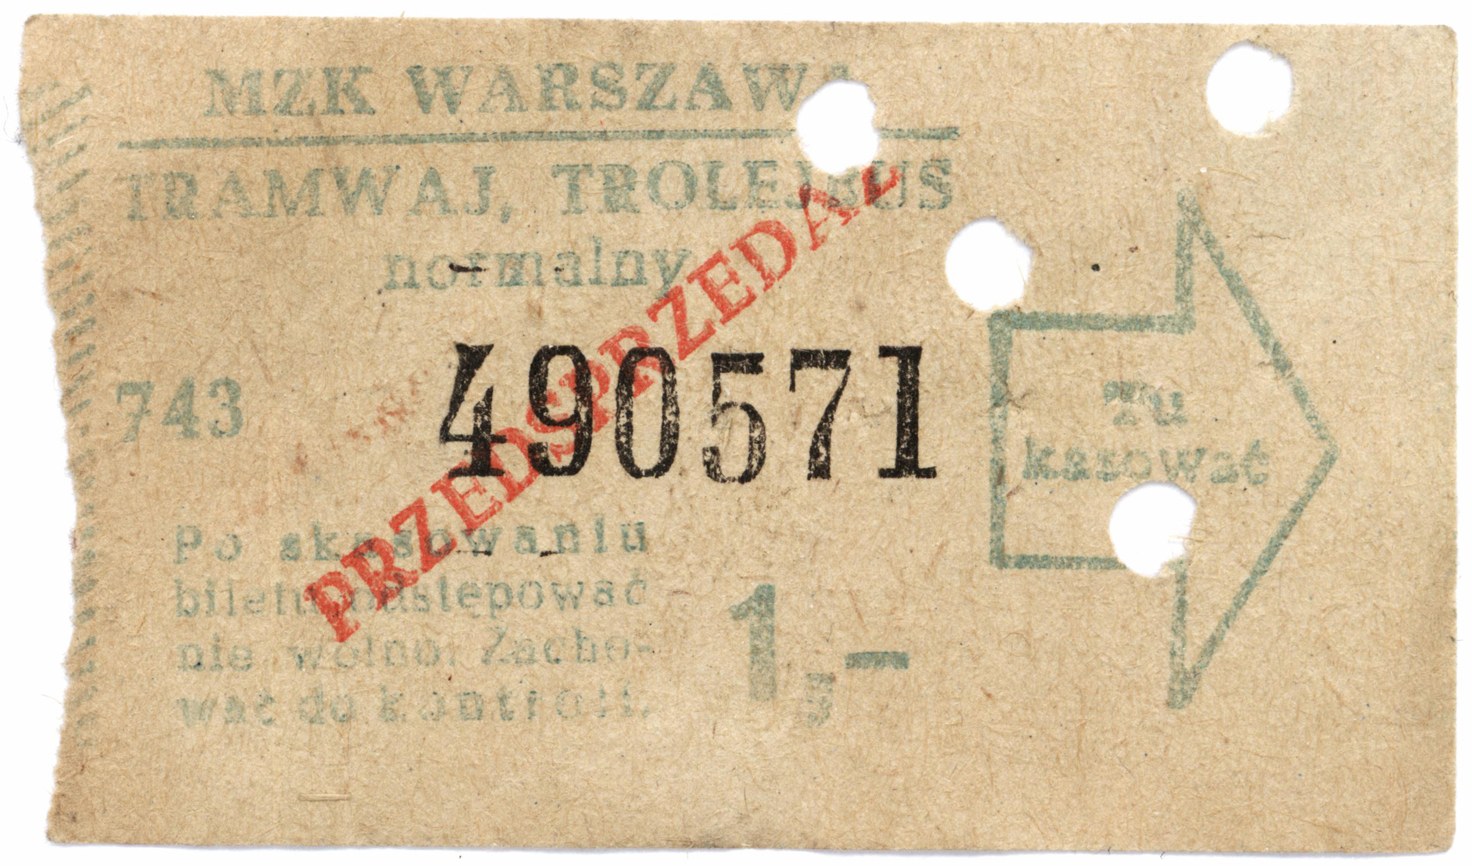 MZK WARSZAWA
TRAMWAJ, TROLEJBUS
normalny
PRZEDSPRZEDAŻ
490571
743
Tu
kasować
Po skasowaniu
biletu odstępować
nie wolno. Zacho-
wać do kontroli.
1,-